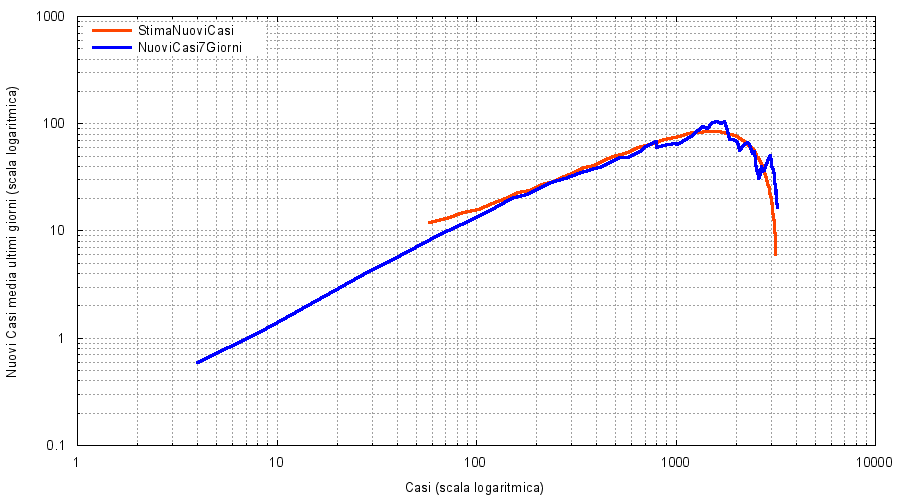 1000
StimaNuoviCasi
NuoviCasi7Giorni
100
10
1
0.1
Nuovi Casi media ultimi giorni (scala logaritmica)
1
10
100
1000
10000
Casi (scala logaritmica)